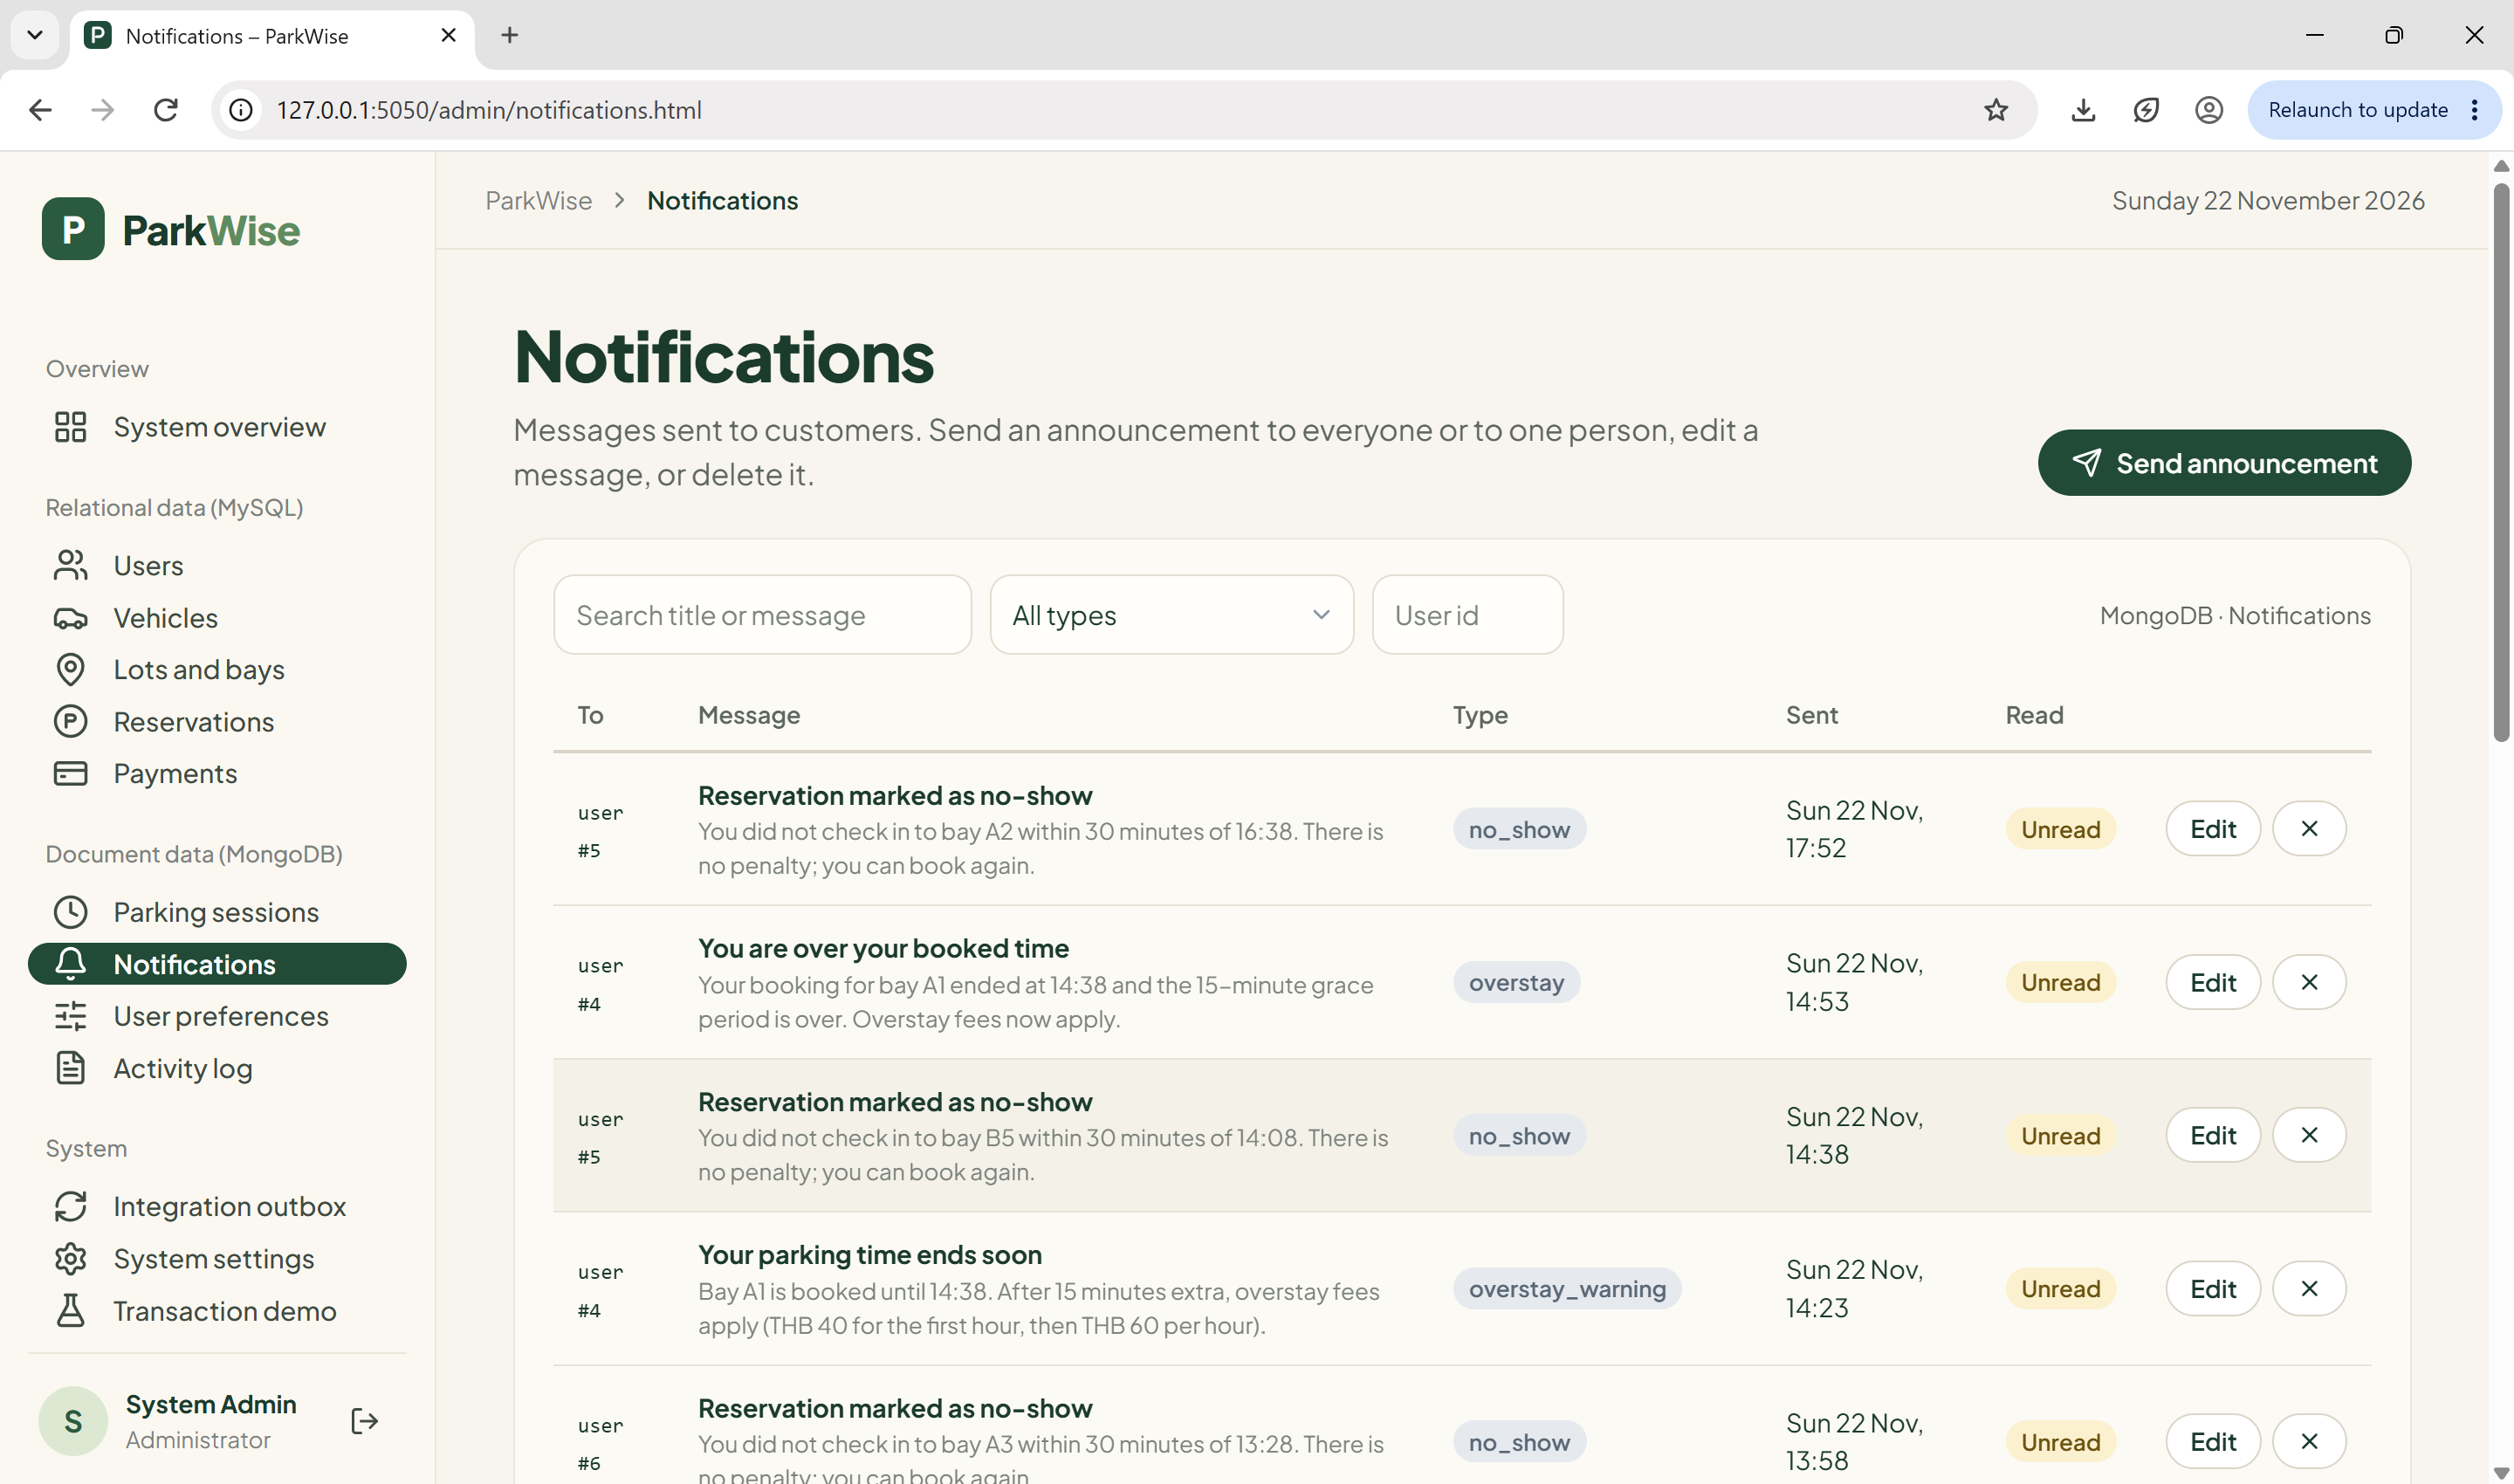 P Notifications – ParkWise
127.0.0.1:5050/admin/notifications.html
Relaunch to update
P ParkWise
ParkWise > Notifications
Sunday 22 November 2026
Overview
System overview
Relational data (MySQL)
Users
Vehicles
Lots and bays
Reservations
Payments
Document data (MongoDB)
Parking sessions
Notifications
User preferences
Activity log
System
Integration outbox
System settings
Transaction demo
S
System Admin
Administrator
Notifications
Messages sent to customers. Send an announcement to everyone or to one person, edit a
message, or delete it.
Send announcement
Search title or message
All types
User id
MongoDB · Notifications
To Message Type Sent Read
user
#5
Reservation marked as no-show
You did not check in to bay A2 within 30 minutes of 16:38. There is
no penalty; you can book again.
no_show
Sun 22 Nov,
17:52
Unread
Edit
user
#4
You are over your booked time
Your booking for bay A1 ended at 14:38 and the 15-minute grace
period is over. Overstay fees now apply.
overstay
Sun 22 Nov,
14:53
Unread
Edit
user
#5
Reservation marked as no-show
You did not check in to bay B5 within 30 minutes of 14:08. There is
no penalty; you can book again.
no_show
Sun 22 Nov,
14:38
Unread
Edit
user
#4
Your parking time ends soon
Bay A1 is booked until 14:38. After 15 minutes extra, overstay fees
apply (THB 40 for the first hour, then THB 60 per hour).
overstay_warning
Sun 22 Nov,
14:23
Unread
Edit
user
#6
Reservation marked as no-show
You did not check in to bay A3 within 30 minutes of 13:28. There is
no penalty; you can book again.
no_show
Sun 22 Nov,
13:58
Unread
Edit